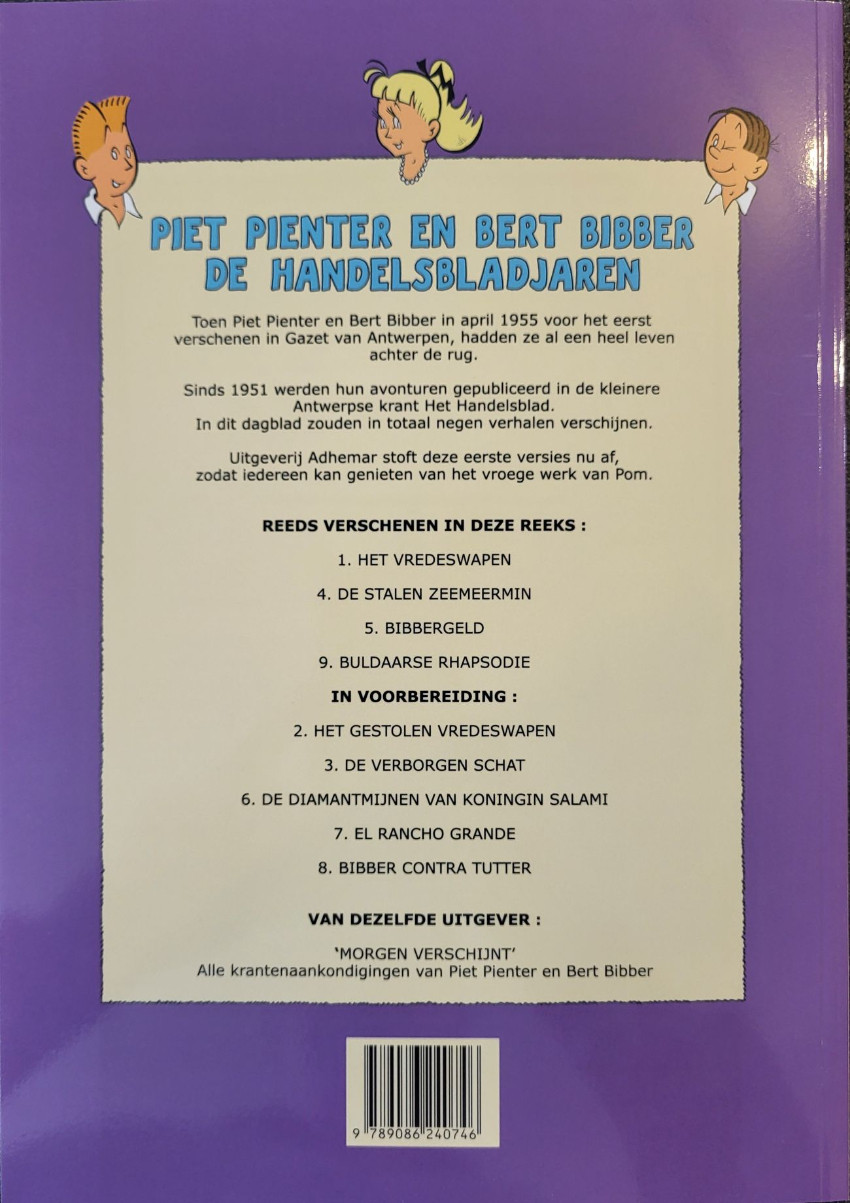 PIET PIENTER EN BERT BIBBER
DE HANDELSBLADJAREN
Toen Piet Pienter en Bert Bibber in april 1955 voor het eerst
verschenen in Gazet van Antwerpen, hadden ze al een heel leven
achter de rug.
Sinds 1951 werden hun avonturen gepubliceerd in de kleinere
Antwerpse krant Het Handelsblad.
In dit dagblad zouden in totaal negen verhalen verschijnen.
Uitgeverij Adhemar stoft deze eerste versies nu af,
zodat iedereen kan genieten van het vroege werk van Pom.
REEDS VERSCHENEN IN DEZE REEKS :
1. HET VREDESWAPEN
4. DE STALEN ZEEMEERMIN
5. BIBBERGELD
9. BULDAARSE RHAPSODIE
IN VOORBEREIDING :
2. HET GESTOLEN VREDESWAPEN
3. DE VERBORGEN SCHAT
6. DE DIAMANTMIJNEN VAN KONINGIN SALAMI
7. EL RANCHO GRANDE
8. BIBBER CONTRA TUTTER
VAN DEZELFDE UITGEVER :
‘MORGEN VERSCHIJNT’
Alle krantenaankondigingen van Piet Pienter en Bert Bibber
9 789086 240746